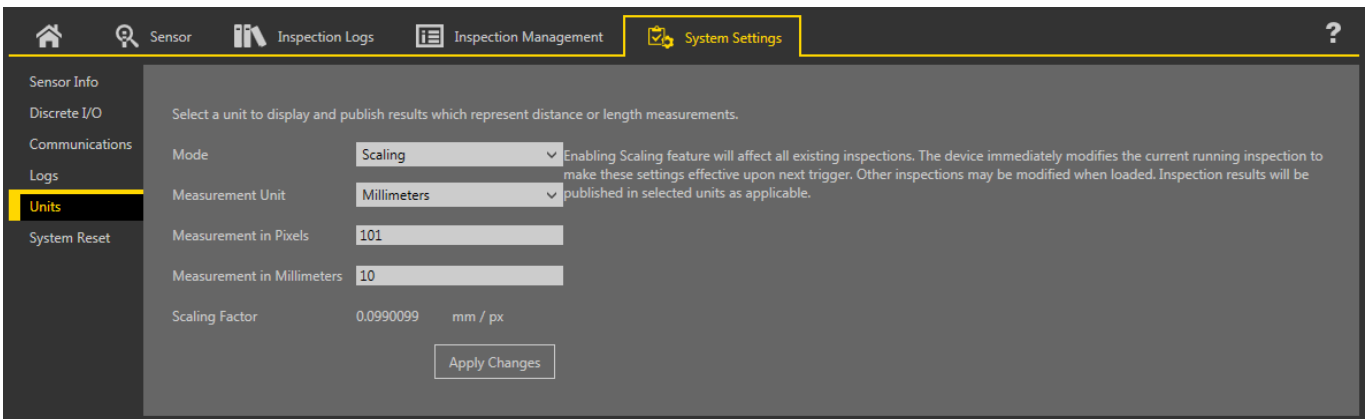 Sensor
Inspection Logs
Inspection Management
System Settings
?
Sensor Info
Discrete I/O
Communications
Logs
Units
System Reset
Select a unit to display and publish results which represent distance or length measurements.
Mode
Scaling
Enabling Scaling feature will affect all existing inspections. The device immediately modifies the current running inspection to
make these settings effective upon next trigger. Other inspections may be modified when loaded. Inspection results will be
published in selected units as applicable.
Measurement Unit
Millimeters
Measurement in Pixels
101
Measurement in Millimeters
10
Scaling Factor
0.0990099 mm / px
Apply Changes